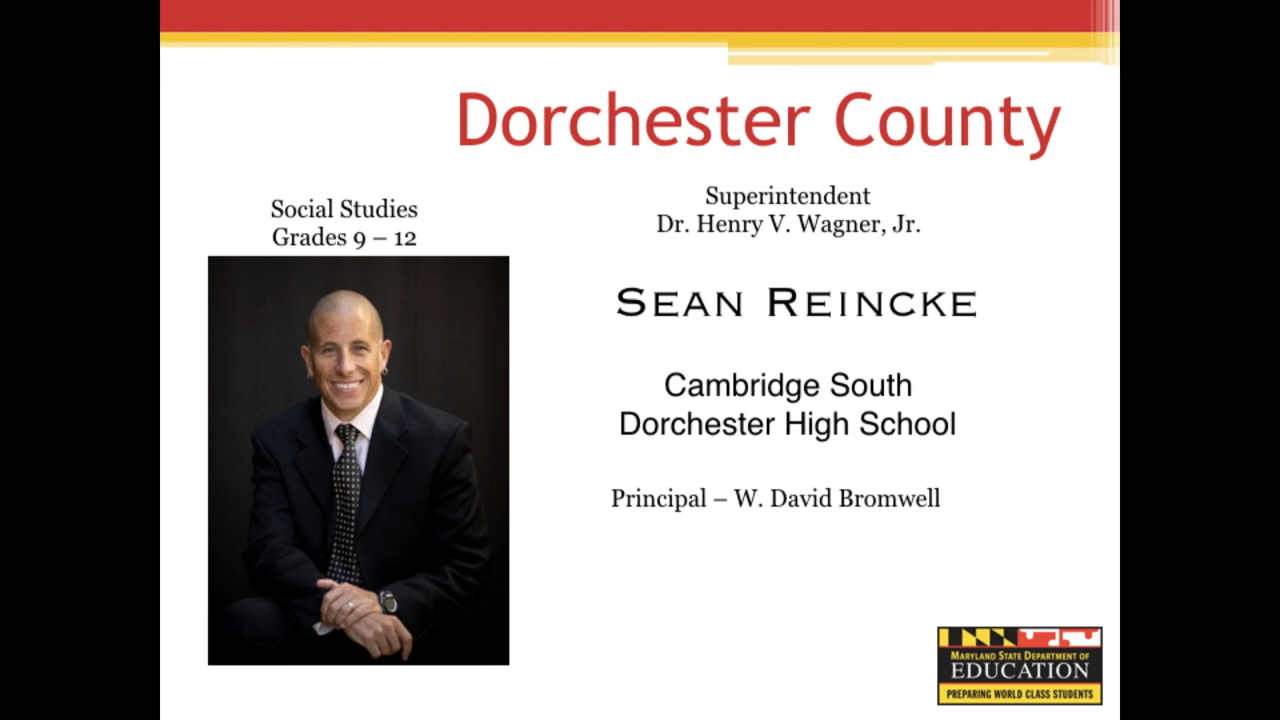 Dorchester County
Social Studies
Grades 9 – 12
Superintendent
Dr. Henry V. Wagner, Jr.
SEAN REINCKE
Cambridge South
Dorchester High School
Principal – W. David Bromwell
MARYLAND STATE DEPARTMENT OF
EDUCATION
PREPARING WORLD CLASS STUDENTS